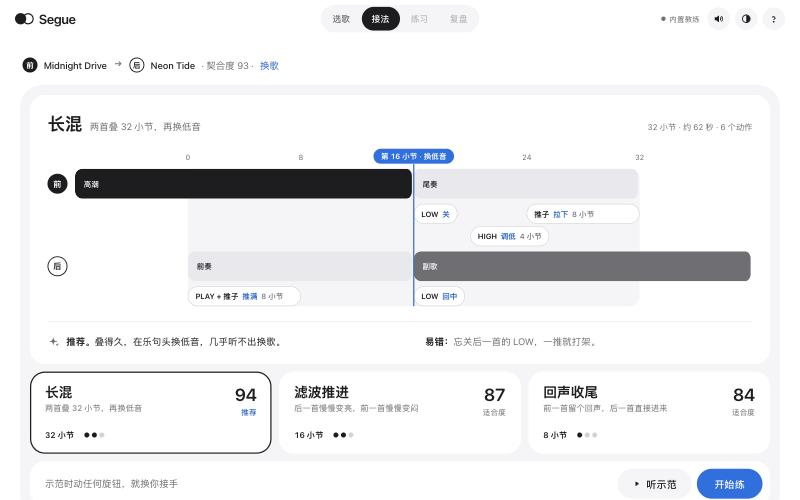 Segue
选歌 接法 练习 复盘
内置教练
?
前 Midnight Drive → 后 Neon Tide · 契合度 93 · 换歌
长混 两首叠 32 小节，再换低音
32 小节 · 约 62 秒 · 6 个动作
0 8 第 16 小节 · 换低音 24 32
前 高潮 尾奏
LOW 关 推子 拉下 8 小节
HIGH 调低 4 小节
后 前奏 副歌
PLAY + 推子 推满 8 小节 LOW 回中
推荐。叠得久，在乐句头换低音，几乎听不出换歌。
易错：忘关后一首的 LOW，一推就打架。
长混 94
两首叠 32 小节，再换低音 推荐
32 小节
滤波推进 87
后一首慢慢变亮，前一首慢慢变闷 适合度
16 小节
回声收尾 84
前一首留个回声，后一首直接进来 适合度
8 小节
示范时动任何旋钮，就换你接手
听示范 开始练